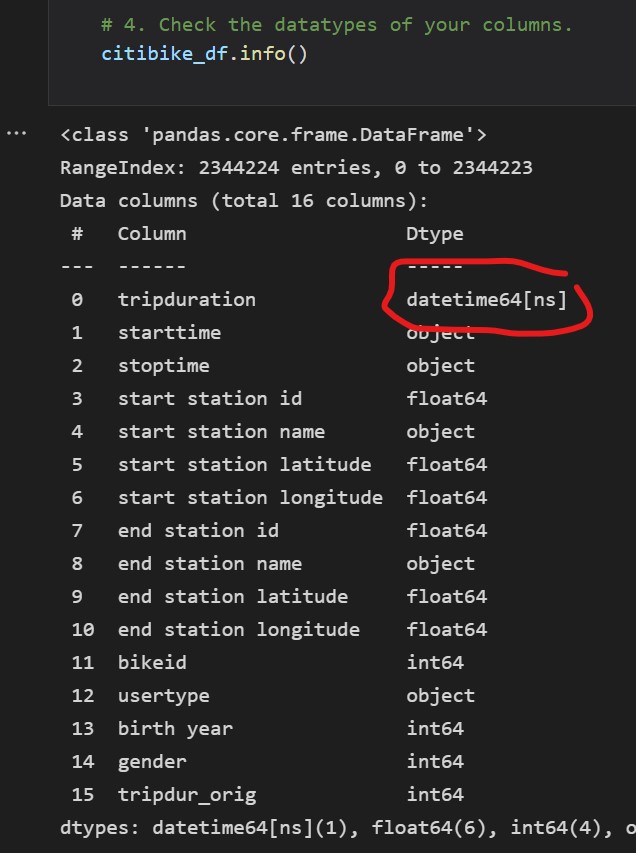 # 4. Check the datatypes of your columns.
citibike_df.info()
...
<class 'pandas.core.frame.DataFrame'>
RangeIndex: 2344224 entries, 0 to 2344223
Data columns (total 16 columns):
# Column Dtype
--- ------ -----
0 tripduration datetime64[ns]
1 starttime object
2 stoptime object
3 start station id float64
4 start station name object
5 start station latitude float64
6 start station longitude float64
7 end station id float64
8 end station name object
9 end station latitude float64
10 end station longitude float64
11 bikeid int64
12 usertype object
13 birth year int64
14 gender int64
15 tripdur_orig int64
dtypes: datetime64[ns](1), float64(6), int64(4), o